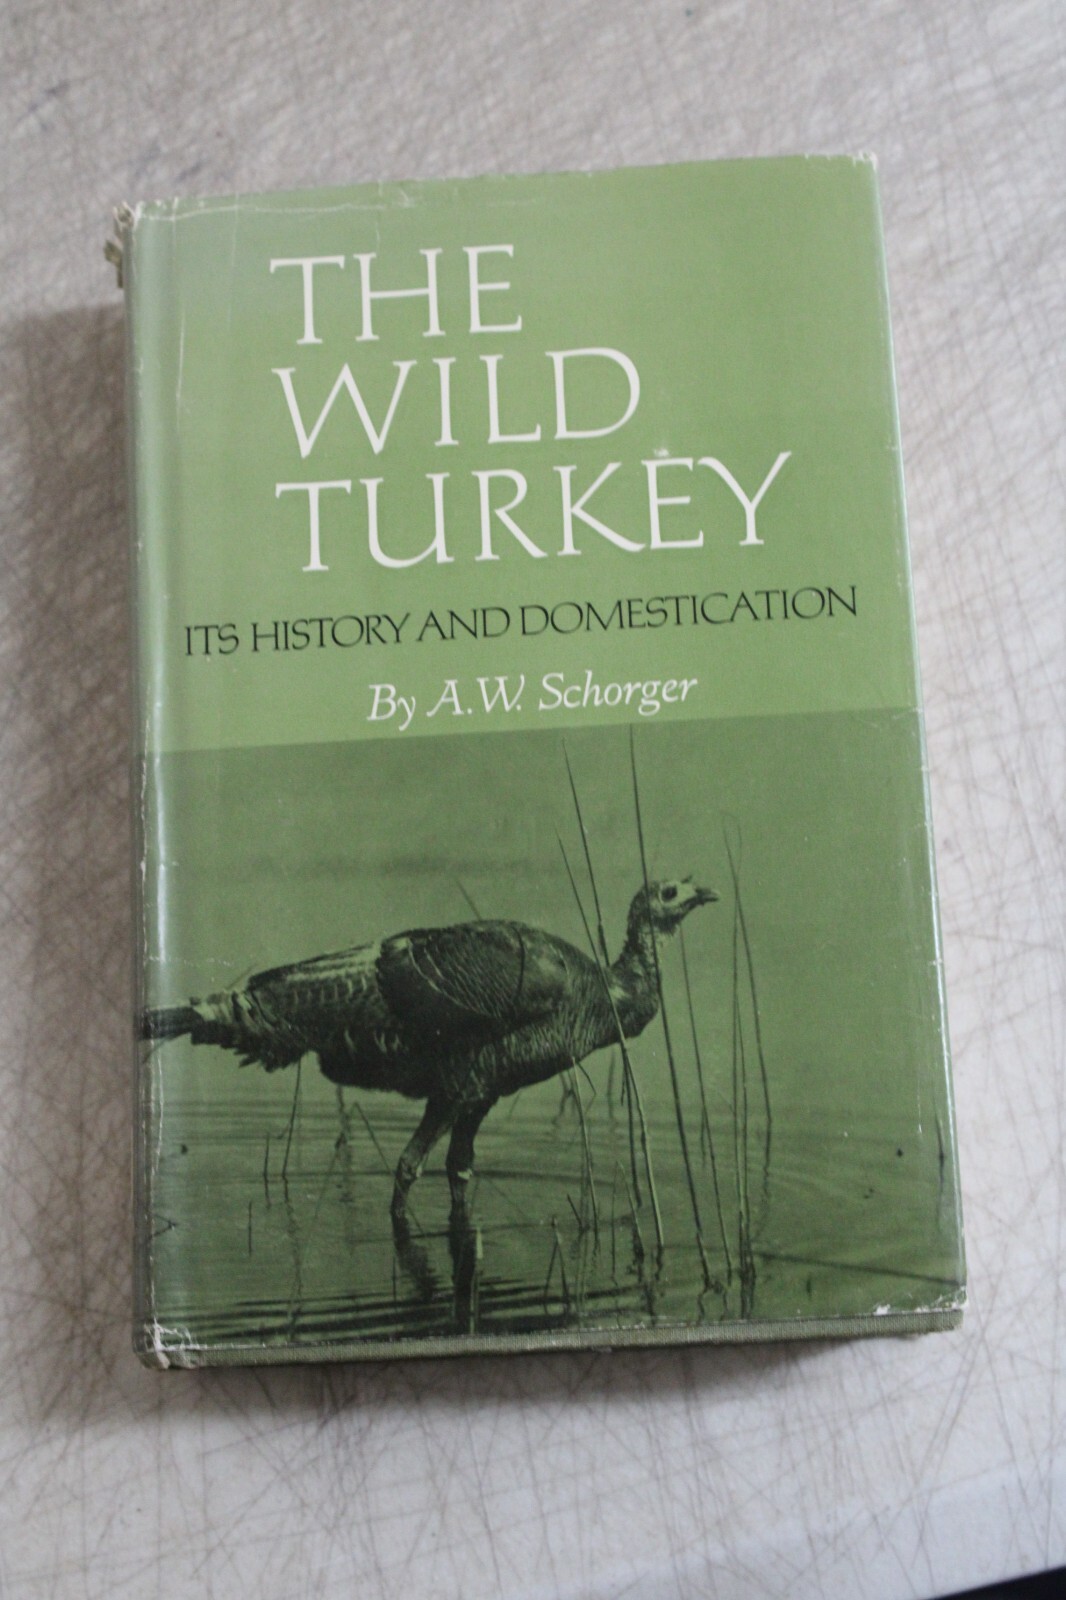 THE
WILD
TURKEY
ITS HISTORY AND DOMESTICATION
By A.W. Schorger